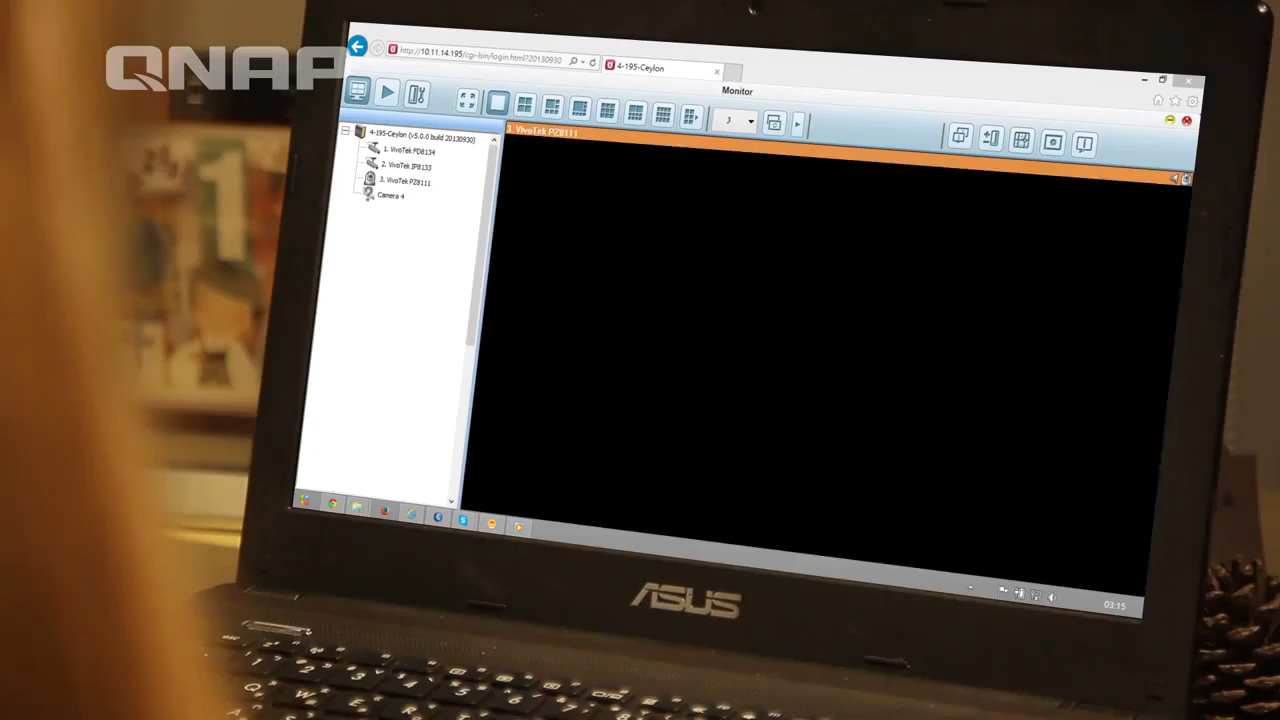 QNAP
http://10.11.14.195/cgi-bin/login.html?20130930
4-195-Ceylon
Monitor
3
4-195-Ceylon (v5.0.0 build 20130930)
1. VivoTek FD8134
2. VivoTek IP8133
3. VivoTek PZ8111
Camera 4
3. VivoTek PZ8111
03:15
ASUS